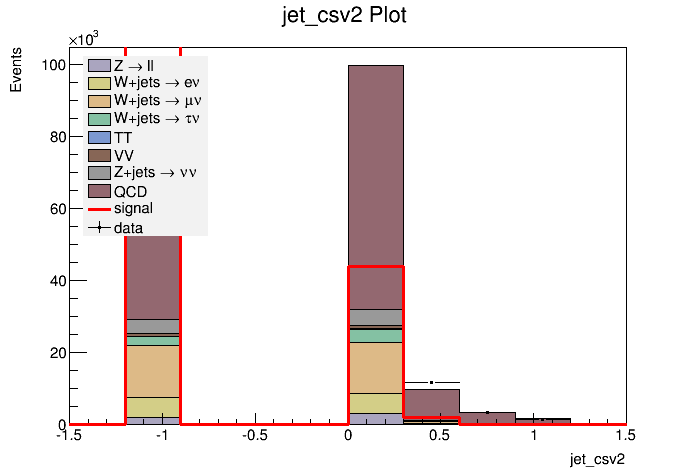 jet_csv2 Plot
×10³
Events
100
80
60
40
20
0
Z → ll
W+jets → eν
W+jets → μν
W+jets → τν
TT
VV
Z+jets → νν
QCD
signal
data
-1.5 -1 -0.5 0 0.5 1 1.5
jet_csv2